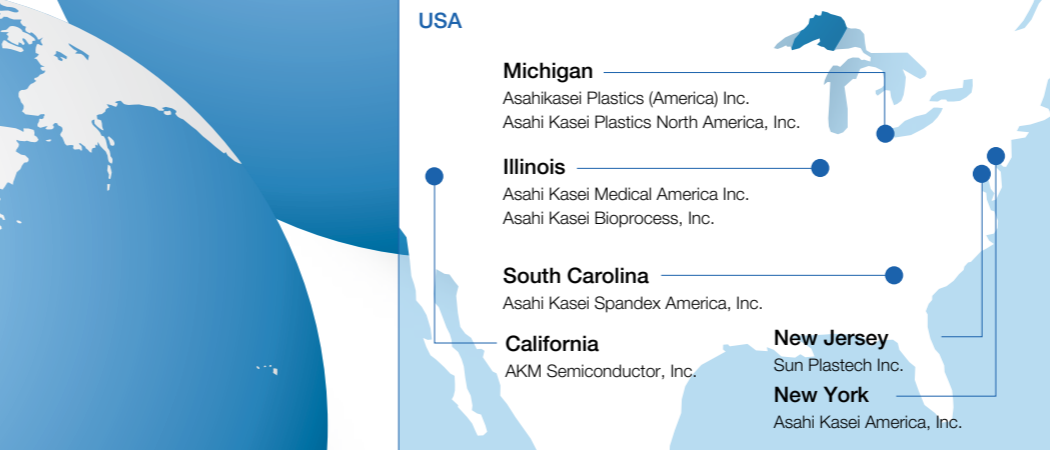 USA
Michigan
Asahikasei Plastics (America) Inc.
Asahi Kasei Plastics North America, Inc.
Illinois
Asahi Kasei Medical America Inc.
Asahi Kasei Bioprocess, Inc.
South Carolina
Asahi Kasei Spandex America, Inc.
California
AKM Semiconductor, Inc.
New Jersey
Sun Plastech Inc.
New York
Asahi Kasei America, Inc.